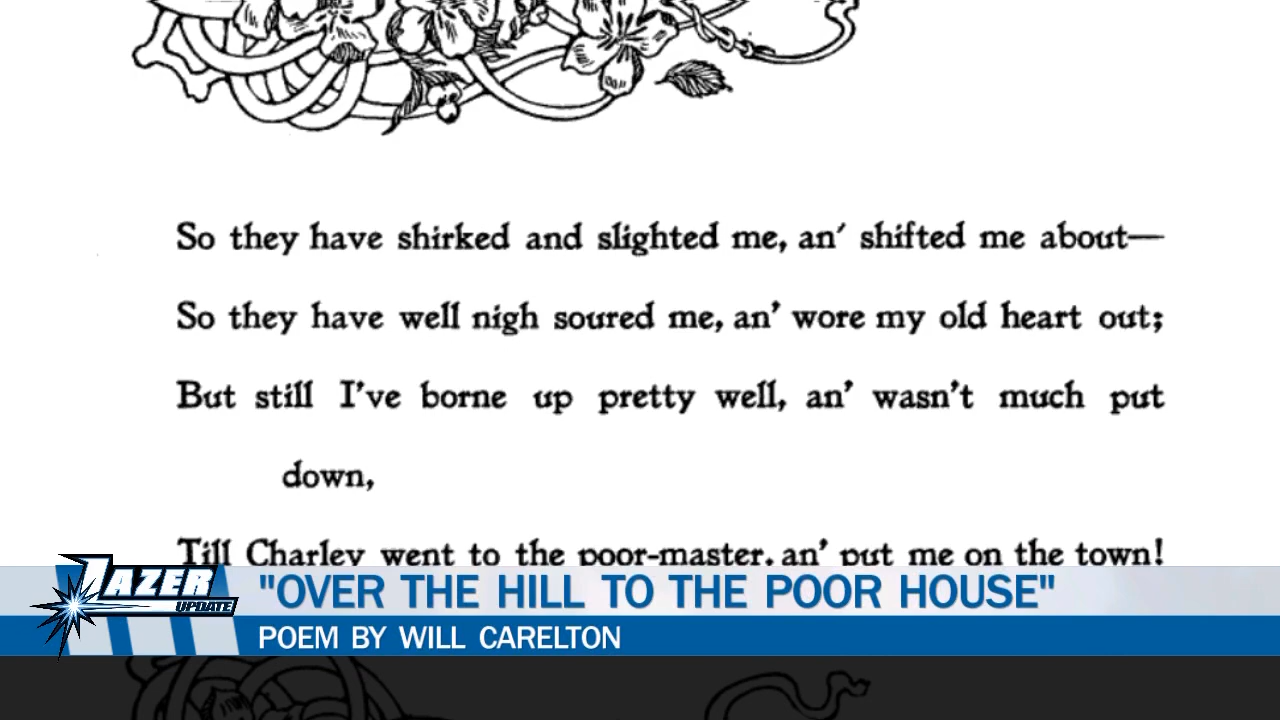 So they have shirked and slighted me, an' shifted me about—
So they have well nigh soured me, an' wore my old heart out;
But still I've borne up pretty well, an' wasn't much put
down,
Till Charley went to the poor-master, an' put me on the town!
LAZER
UPDATE
"OVER THE HILL TO THE POOR HOUSE"
POEM BY WILL CARELTON